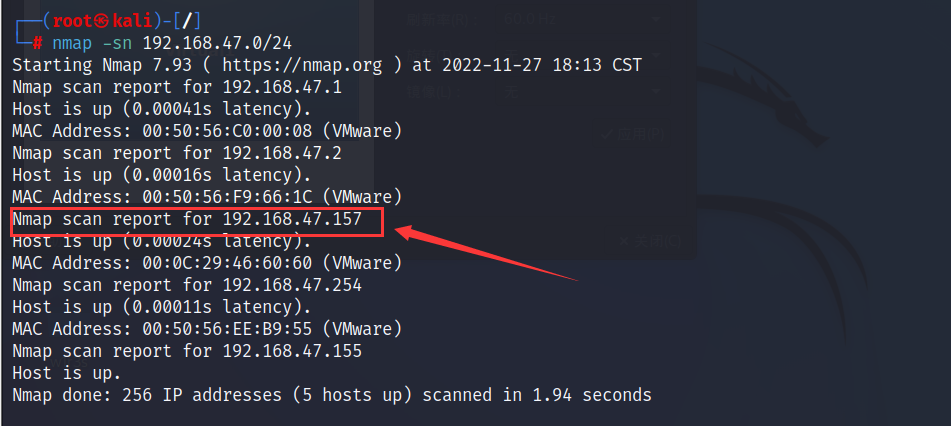 ┌──(root㉿kali)-[/]
└─# nmap -sn 192.168.47.0/24
Starting Nmap 7.93 ( https://nmap.org ) at 2022-11-27 18:13 CST
Nmap scan report for 192.168.47.1
Host is up (0.00041s latency).
MAC Address: 00:50:56:C0:00:08 (VMware)
Nmap scan report for 192.168.47.2
Host is up (0.00016s latency).
MAC Address: 00:50:56:F9:66:1C (VMware)
Nmap scan report for 192.168.47.157
Host is up (0.00024s latency).
MAC Address: 00:0C:29:46:60:60 (VMware)
Nmap scan report for 192.168.47.254
Host is up (0.00011s latency).
MAC Address: 00:50:56:EE:B9:55 (VMware)
Nmap scan report for 192.168.47.155
Host is up.
Nmap done: 256 IP addresses (5 hosts up) scanned in 1.94 seconds